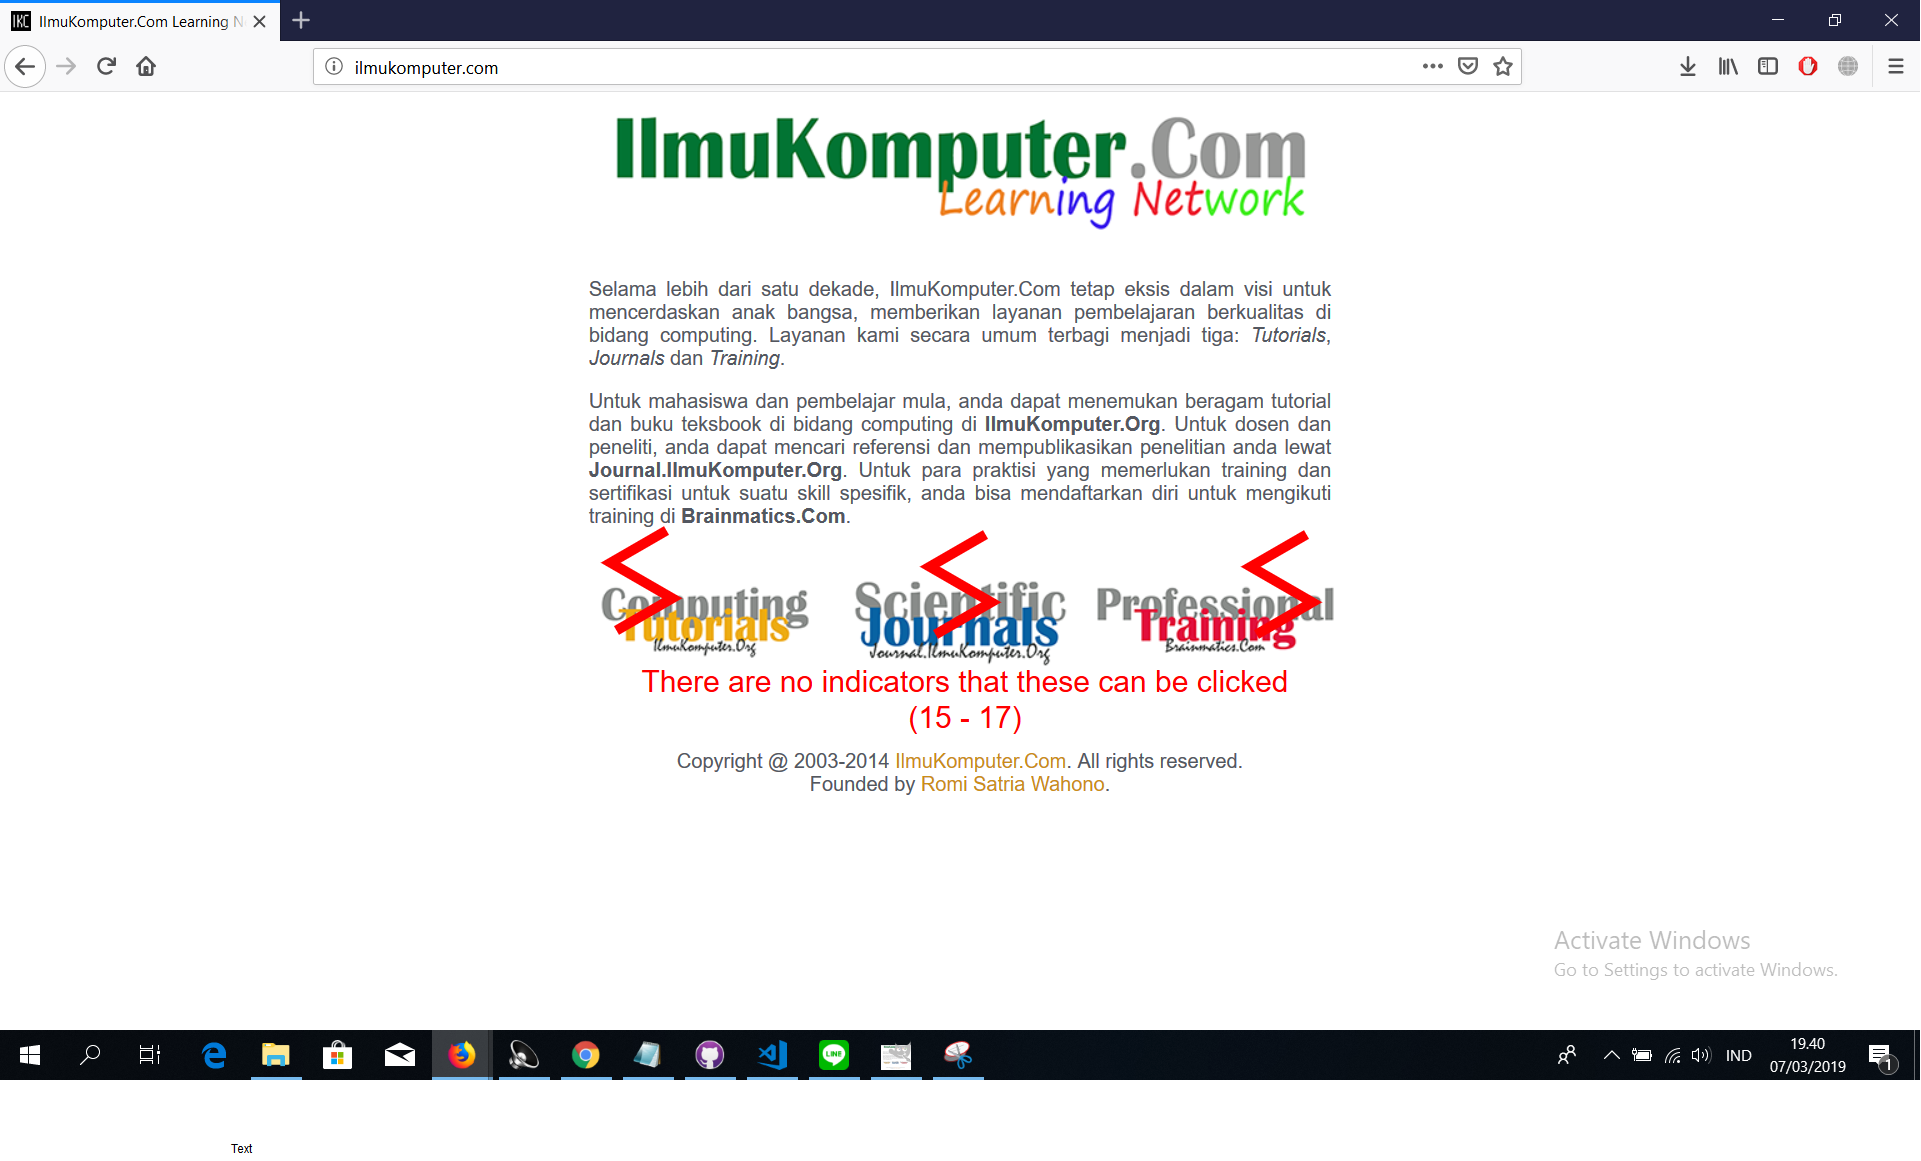 IKC IlmuKomputer.Com Learning N
ilmukomputer.com
IlmuKomputer.Com
Learning Network
Selama lebih dari satu dekade, IlmuKomputer.Com tetap eksis dalam visi untuk
mencerdaskan anak bangsa, memberikan layanan pembelajaran berkualitas di
bidang computing. Layanan kami secara umum terbagi menjadi tiga: Tutorials,
Journals dan Training.
Untuk mahasiswa dan pembelajar mula, anda dapat menemukan beragam tutorial
dan buku teksbook di bidang computing di IlmuKomputer.Org. Untuk dosen dan
peneliti, anda dapat mencari referensi dan mempublikasikan penelitian anda lewat
Journal.IlmuKomputer.Org. Untuk para praktisi yang memerlukan training dan
sertifikasi untuk suatu skill spesifik, anda bisa mendaftarkan diri untuk mengikuti
training di Brainmatics.Com.
Computing Scientific Professional
Tutorials Journals Training
IlmuKomputer.Org Journal.IlmuKomputer.Org Brainmatics.Com
There are no indicators that these can be clicked
(15 - 17)
Copyright @ 2003-2014 IlmuKomputer.Com. All rights reserved.
Founded by Romi Satria Wahono.
Activate Windows
Go to Settings to activate Windows.
LINE
IND
19.40
07/03/2019
1
Text